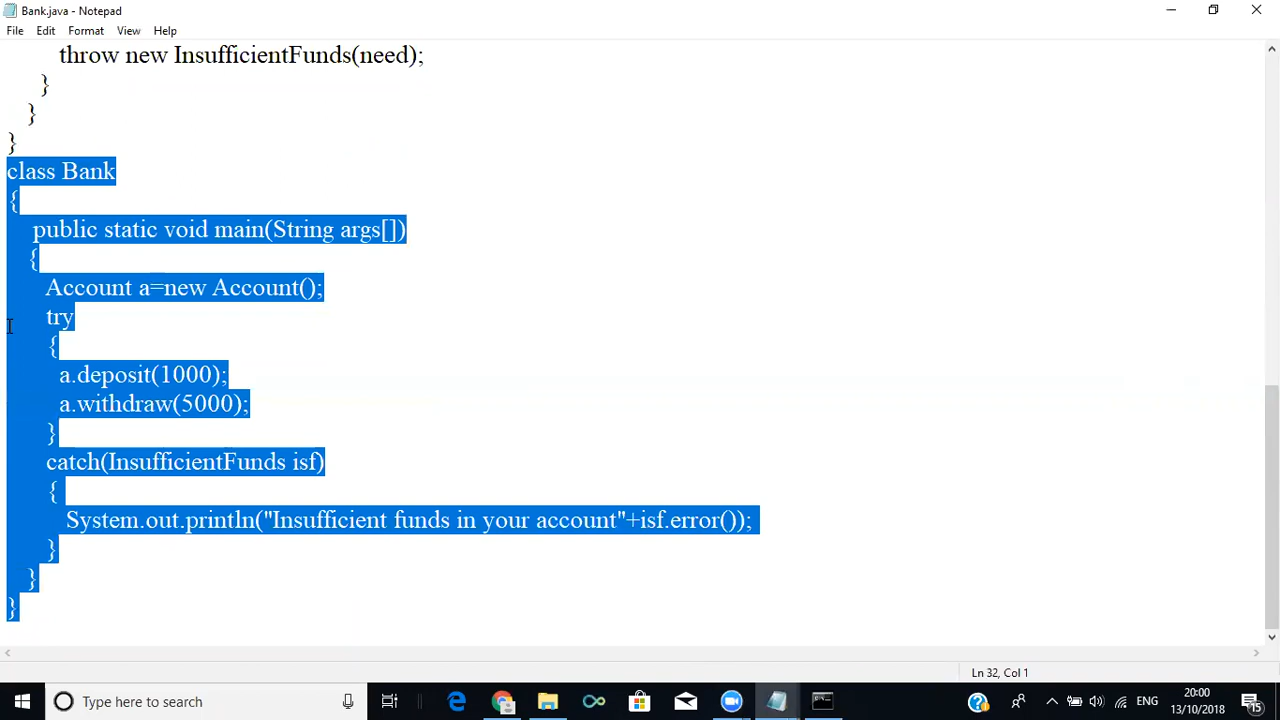 Bank.java - Notepad
File Edit Format View Help
throw new InsufficientFunds(need);
}
}
}
class Bank
{
public static void main(String args[])
{
Account a=new Account();
try
{
a.deposit(1000);
a.withdraw(5000);
}
catch(InsufficientFunds isf)
{
System.out.println("Insufficient funds in your account"+isf.error());
}
}
}
Ln 32, Col 1
Type here to search
ENG
20:00
13/10/2018
15